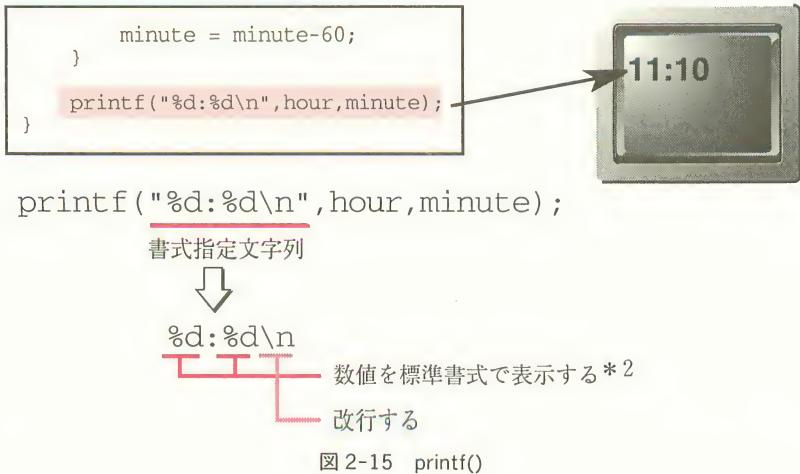 minute = minute-60;
}
printf("%d:%d\n",hour,minute);
}
11:10
printf("%d:%d\n",hour,minute);
書式指定文字列
%d:%d\n
数値を標準書式で表示する*2
改行する
図2-15 printf()